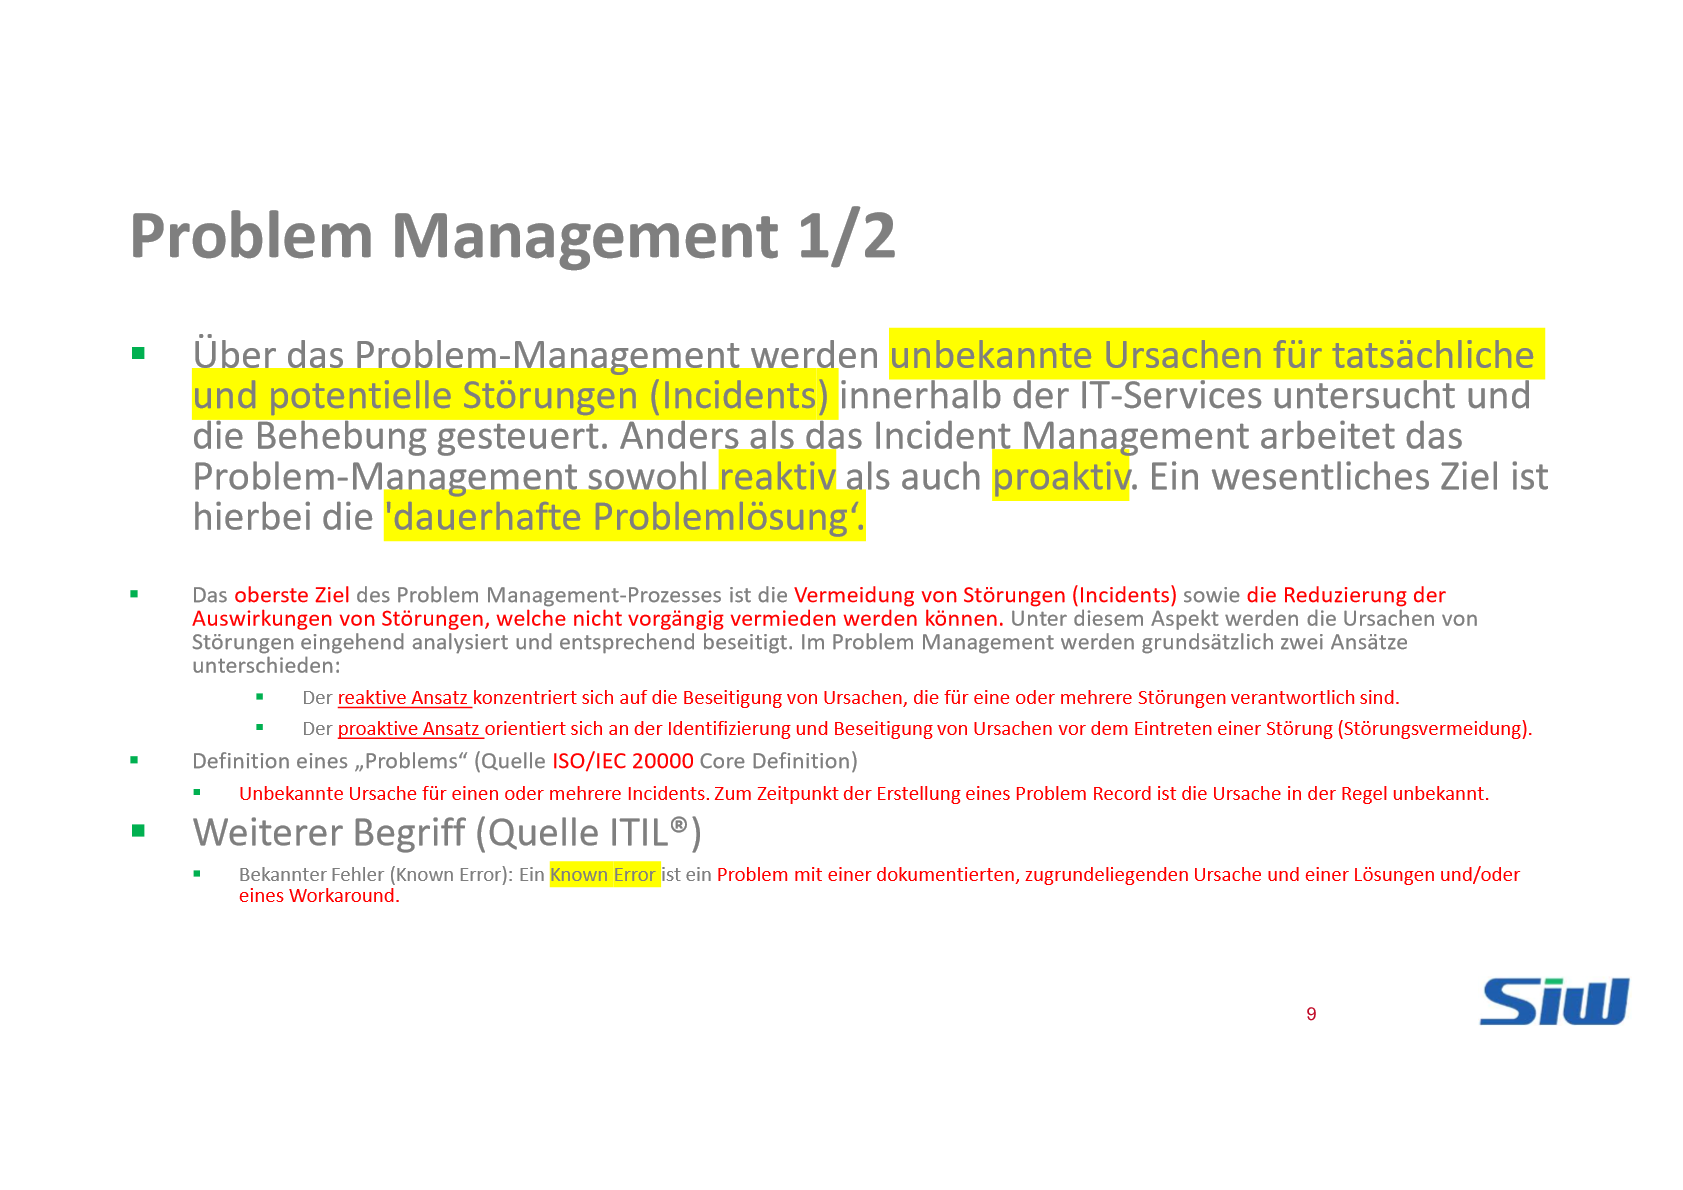 Problem Management 1/2
Über das Problem-Management werden unbekannte Ursachen für tatsächliche
und potentielle Störungen (Incidents) innerhalb der IT-Services untersucht und
die Behebung gesteuert. Anders als das Incident Management arbeitet das
Problem-Management sowohl reaktiv als auch proaktiv. Ein wesentliches Ziel ist
hierbei die 'dauerhafte Problemlösung‘.
Das oberste Ziel des Problem Management-Prozesses ist die Vermeidung von Störungen (Incidents) sowie die Reduzierung der
Auswirkungen von Störungen, welche nicht vorgängig vermieden werden können. Unter diesem Aspekt werden die Ursachen von
Störungen eingehend analysiert und entsprechend beseitigt. Im Problem Management werden grundsätzlich zwei Ansätze
unterschieden:
Der reaktive Ansatz konzentriert sich auf die Beseitigung von Ursachen, die für eine oder mehrere Störungen verantwortlich sind.
Der proaktive Ansatz orientiert sich an der Identifizierung und Beseitigung von Ursachen vor dem Eintreten einer Störung (Störungsvermeidung).
Definition eines „Problems“ (Quelle ISO/IEC 20000 Core Definition)
Unbekannte Ursache für einen oder mehrere Incidents. Zum Zeitpunkt der Erstellung eines Problem Record ist die Ursache in der Regel unbekannt.
Weiterer Begriff (Quelle ITIL®)
Bekannter Fehler (Known Error): Ein Known Error ist ein Problem mit einer dokumentierten, zugrundeliegenden Ursache und einer Lösungen und/oder
eines Workaround.
9
Siw